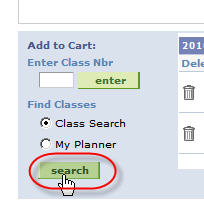 Add to Cart:
Enter Class Nbr
enter
Find Classes
Class Search
My Planner
search
201
Dele